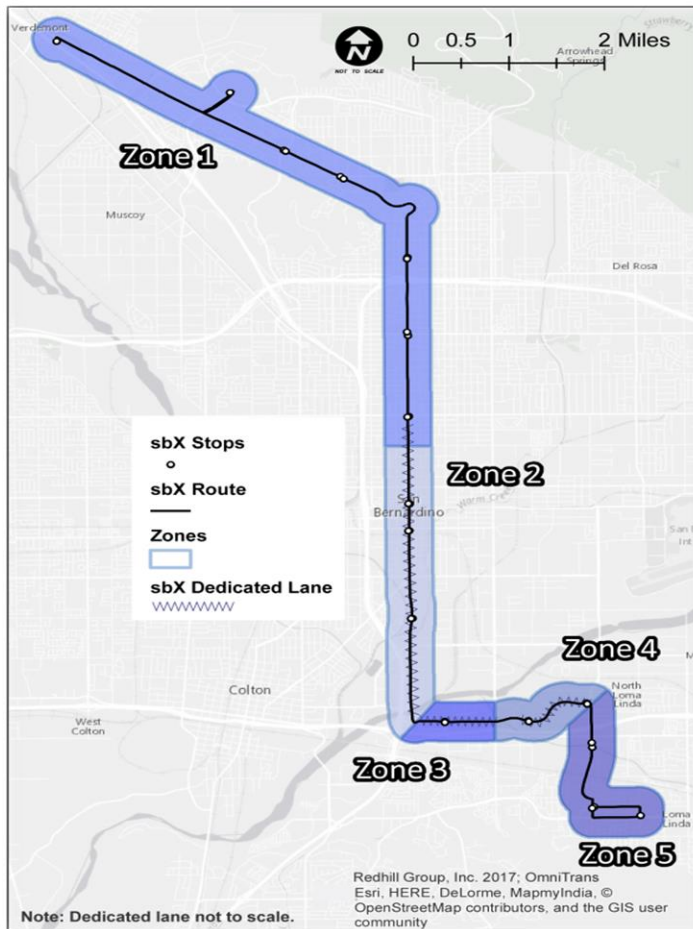 Verdemont
N
NOT TO SCALE
0 0.5 1 2 Miles
Strawberry
Arrowhead
Springs
Zone 1
Muscoy
Del Rosa
sbX Stops
sbX Route
Zones
sbX Dedicated Lane
Zone 2
San
Bernardino
Warm Creek
San
Int
Zone 4
M
North
Loma
Linda
Colton
West
Colton
Zone 3
Loma
Linda
Zone 5
Redhill Group, Inc. 2017; OmniTrans
Esri, HERE, DeLorme, MapmyIndia, ©
OpenStreetMap contributors, and the GIS user
community
Note: Dedicated lane not to scale.